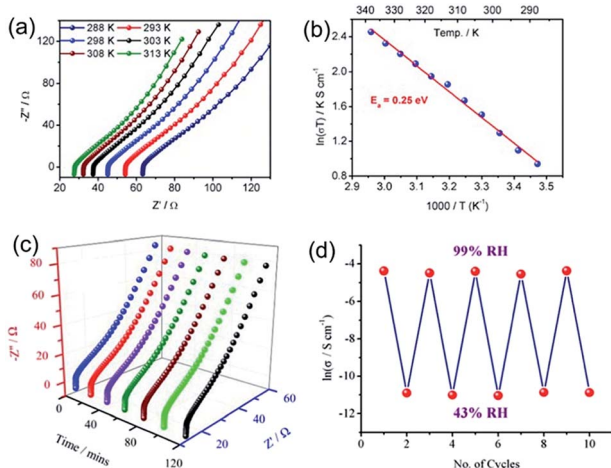 (a)
288 K 293 K
298 K 303 K
308 K 313 K
-Z'' / Ω
120
80
40
0
20 40 60 80 100 120
Z' / Ω
(b)
340 330 320 310 300 290
Temp. / K
ln(σT) / K S cm⁻¹
2.4
1.8
1.2
0.6
Eₐ = 0.25 eV
2.9 3.0 3.1 3.2 3.3 3.4 3.5
1000 / T (K⁻¹)
(c)
-Z'' / Ω
80
60
40
20
0
0
40
80
120
Time / mins
20
40
60
Z' / Ω
(d)
99% RH
ln(σ / S cm⁻¹)
-4
-6
-8
-10
-12
43% RH
2 4 6 8 10
No. of Cycles